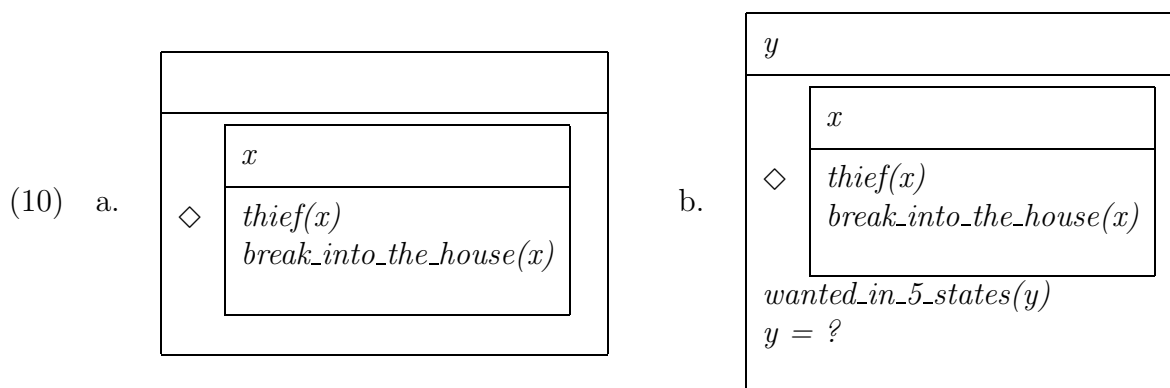 (10) a.
x
◇
thief(x)
break_into_the_house(x)
b.
y
x
◇
thief(x)
break_into_the_house(x)
wanted_in_5_states(y)
y = ?